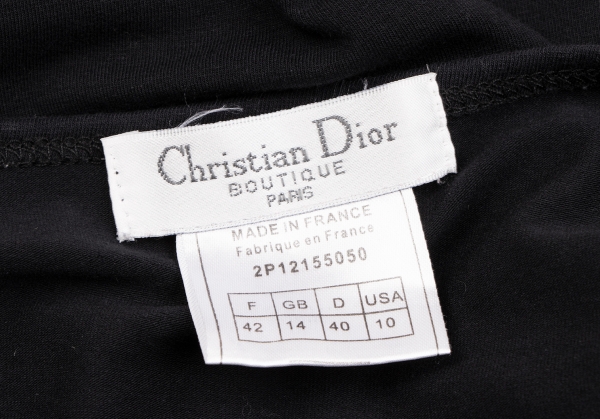 Christian Dior
BOUTIQUE
PARIS
MADE IN FRANCE
Fabriqué en France
2P12155050
F GB D USA
42 14 40 10